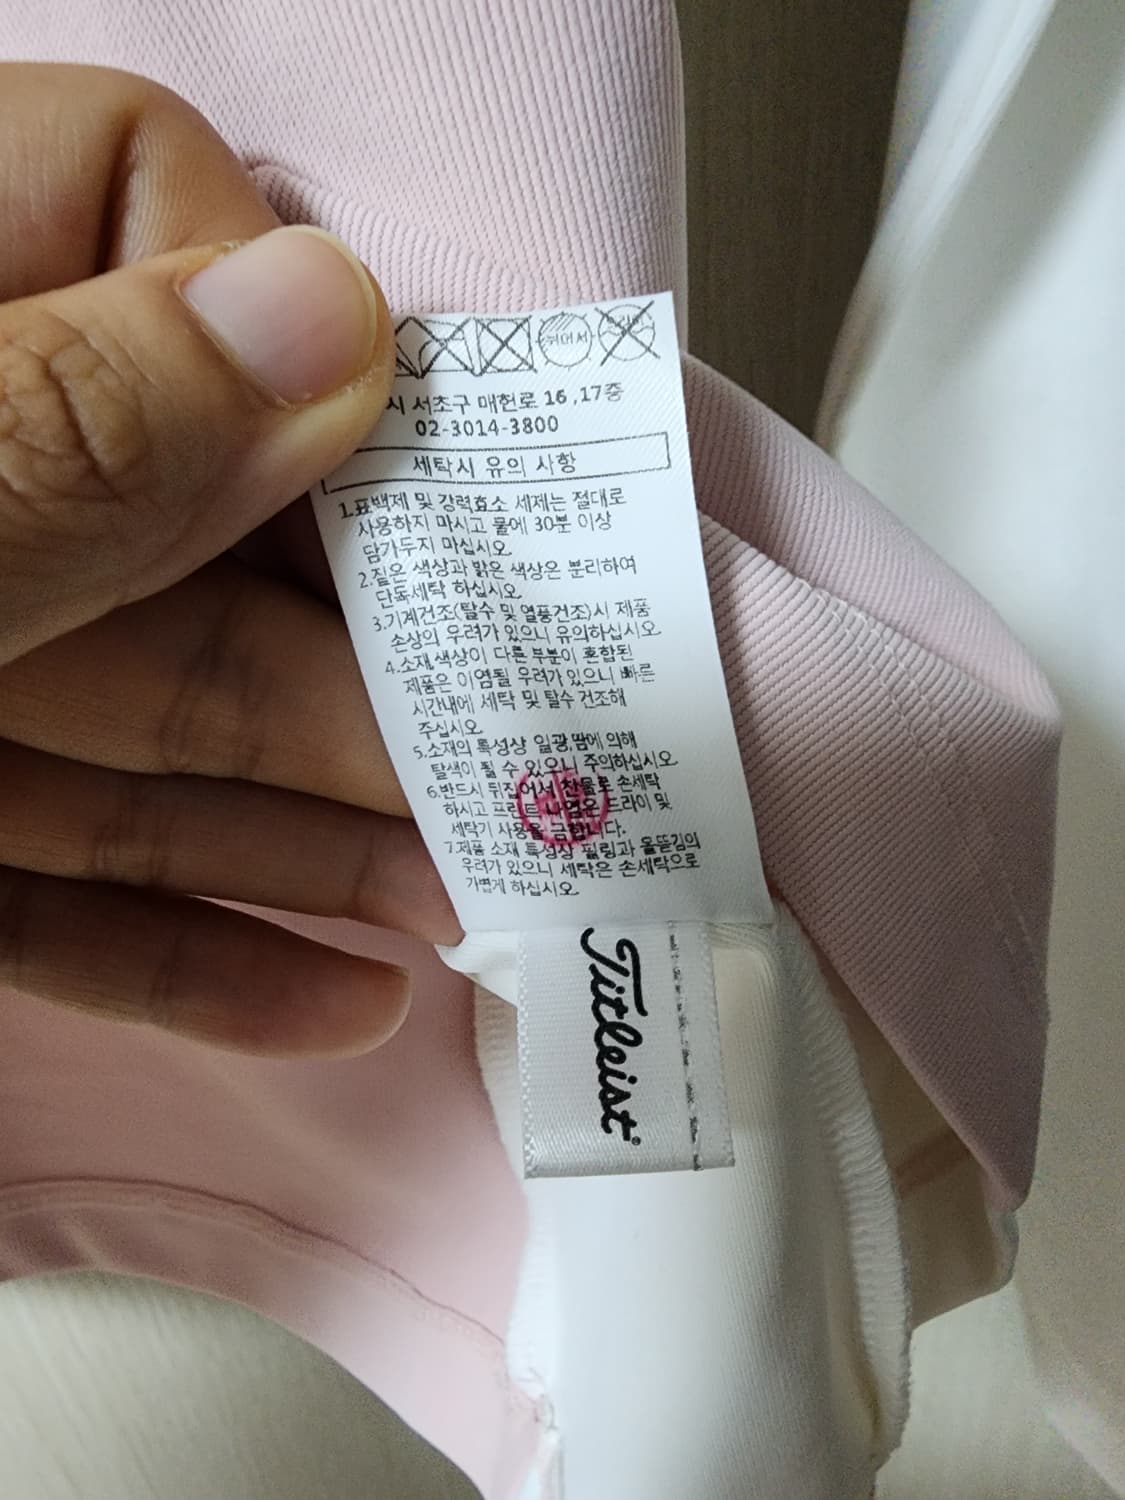 뉘어서
드라이
시 서초구 매헌로 16,17층
02-3014-3800
세탁시 유의 사항
1.표백제 및 강력효소 세제는 절대로
사용하지 마시고 물에 30분 이상
담가두지 마십시오
2.짙은 색상과 밝은 색상은 분리하여
단독세탁 하십시오
3.기계건조(탈수 및 열풍건조)시 제품
손상의 우려가 있으니 유의하십시오
4.소재,색상이 다른 부분이 혼합된
제품은 이염될 우려가 있으니 빠른
시간내에 세탁 및 탈수 건조해
주십시오
5.소재의 특성상 일광,땀에 의해
탈색이 될 수 있으니 주의하십시오
6.반드시 뒤집어서 찬물로 손세탁
하시고 프린트 나염은 드라이 및
세탁기 사용을 금합니다.
7.제품 소재 특성상 필링과 올뜯김의
우려가 있으니 세탁은 손세탁으로
가볍게 하십시오
Titleist®